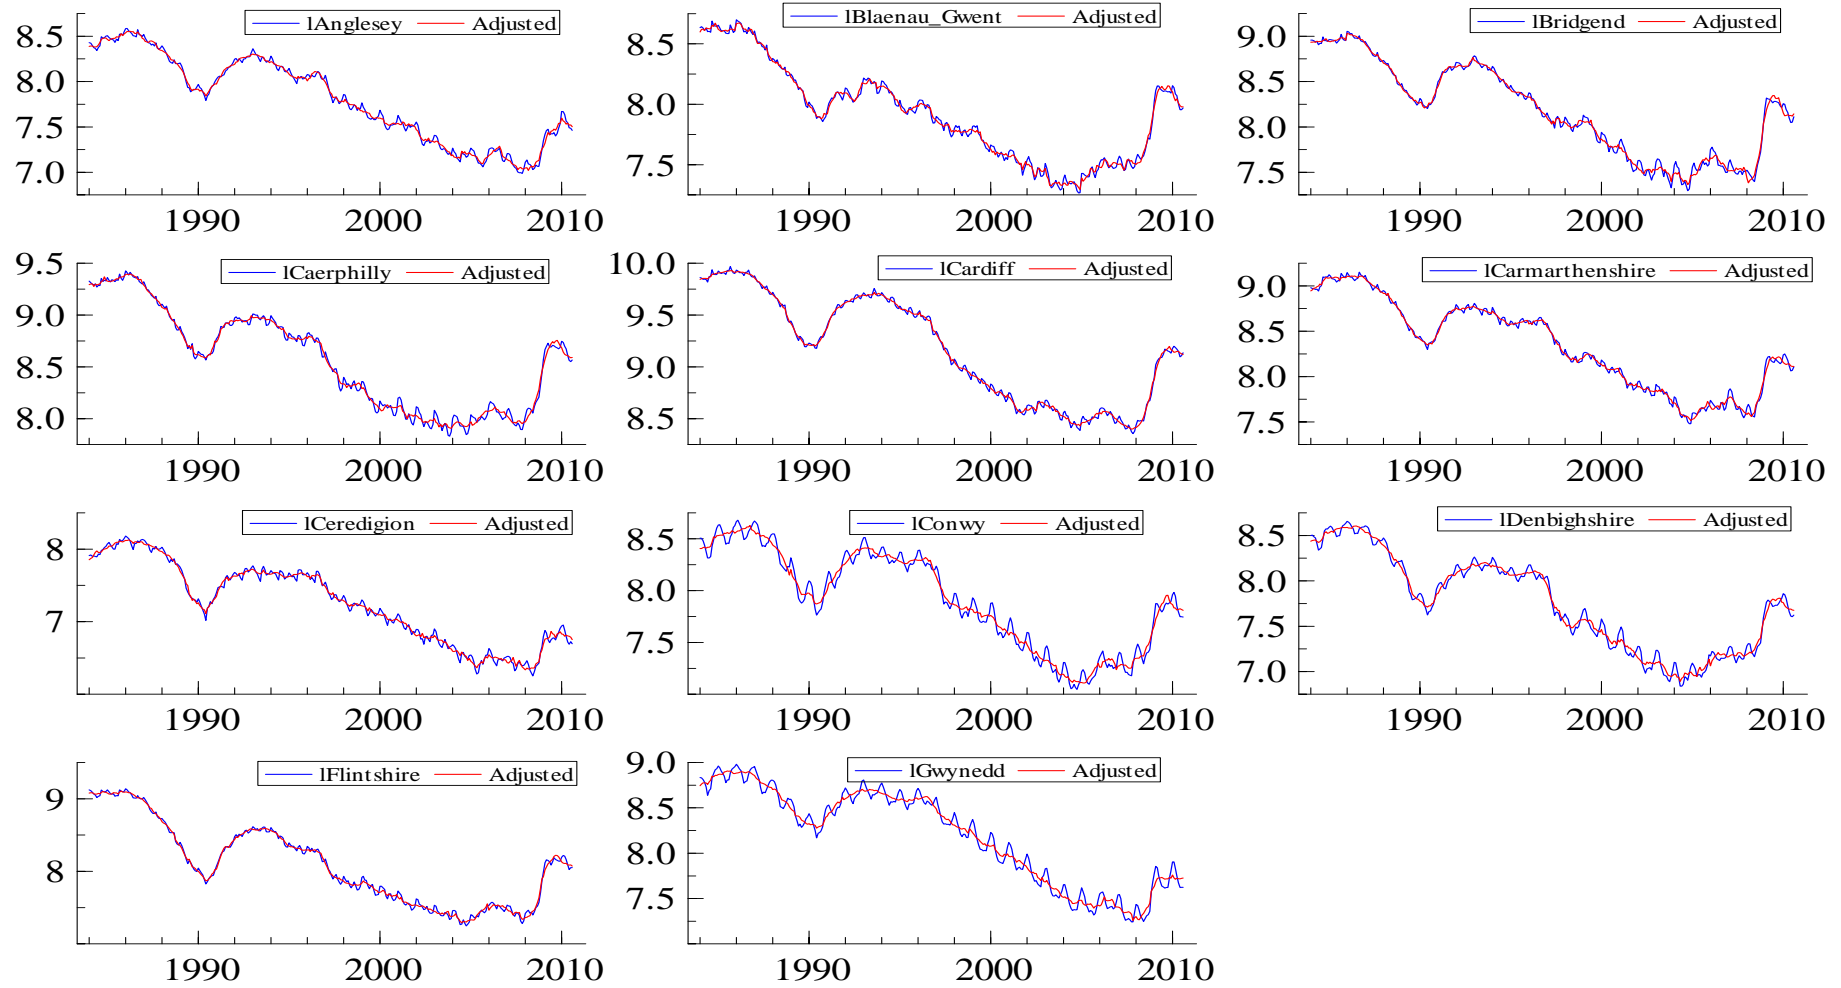 lAnglesey Adjusted
8.5
8.0
7.5
7.0
1990 2000 2010
lBlaenau_Gwent Adjusted
8.5
8.0
7.5
1990 2000 2010
lBridgend Adjusted
9.0
8.5
8.0
7.5
1990 2000 2010
lCaerphilly Adjusted
9.5
9.0
8.5
8.0
1990 2000 2010
lCardiff Adjusted
10.0
9.5
9.0
8.5
1990 2000 2010
lCarmarthenshire Adjusted
9.0
8.5
8.0
7.5
1990 2000 2010
lCeredigion Adjusted
8
7
1990 2000 2010
lConwy Adjusted
8.5
8.0
7.5
1990 2000 2010
lDenbighshire Adjusted
8.5
8.0
7.5
7.0
1990 2000 2010
lFlintshire Adjusted
9
8
1990 2000 2010
lGwynedd Adjusted
9.0
8.5
8.0
7.5
1990 2000 2010